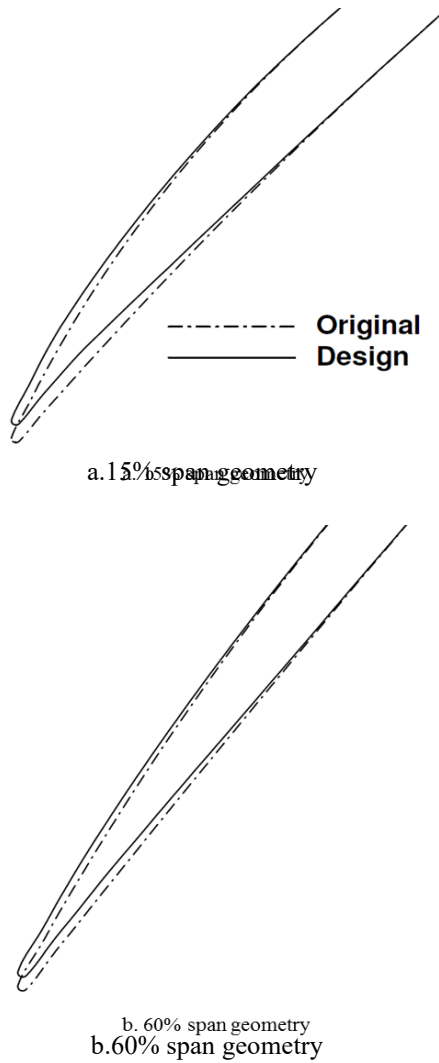 Original
Design
a.15% span geometry
b. 60% span geometry
b.60% span geometry